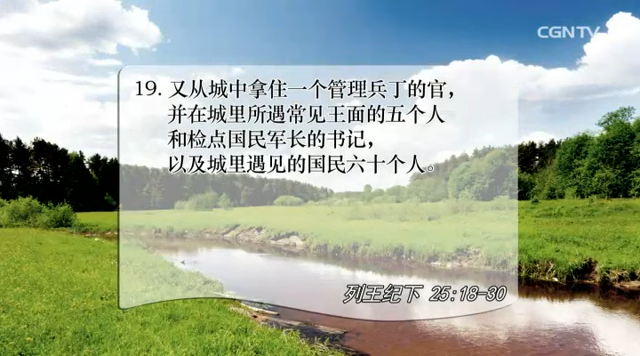 CGNTV
19. 又从城中拿住一个管理兵丁的官，
并在城里所遇常见王面的五个人
和检点国民军长的书记，
以及城里遇见的国民六十个人。
列王纪下 25:18-30